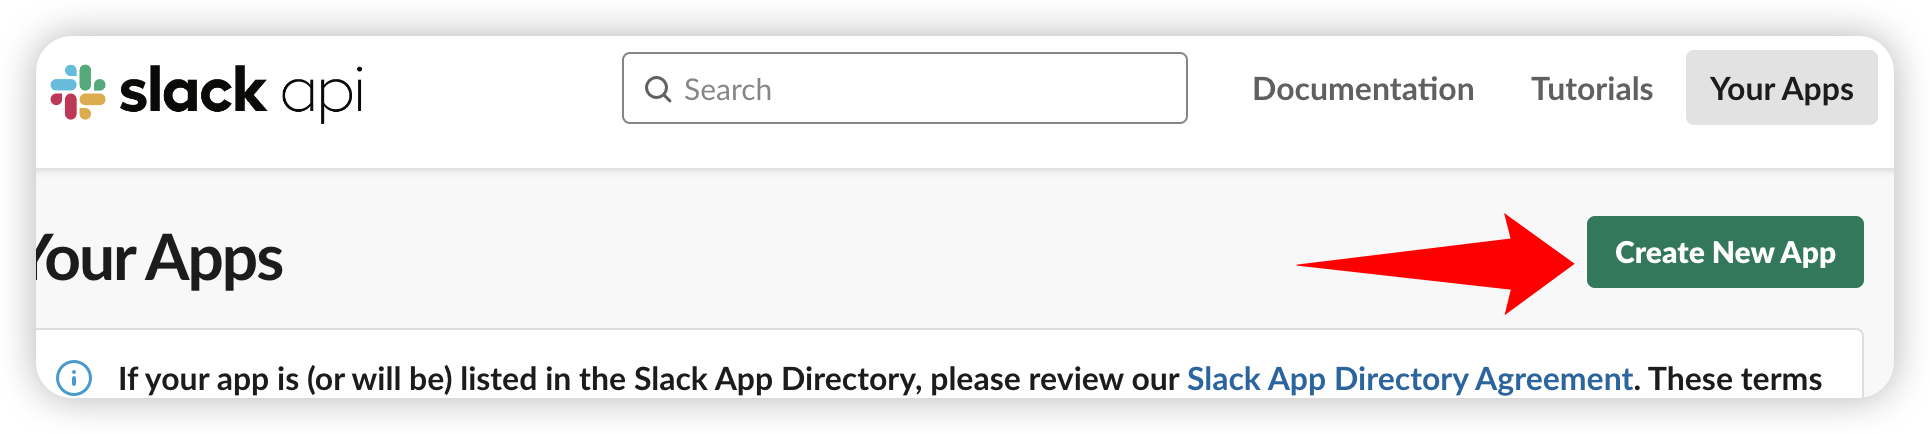 slack api
Search
Documentation
Tutorials
Your Apps
Your Apps
Create New App
If your app is (or will be) listed in the Slack App Directory, please review our Slack App Directory Agreement. These terms